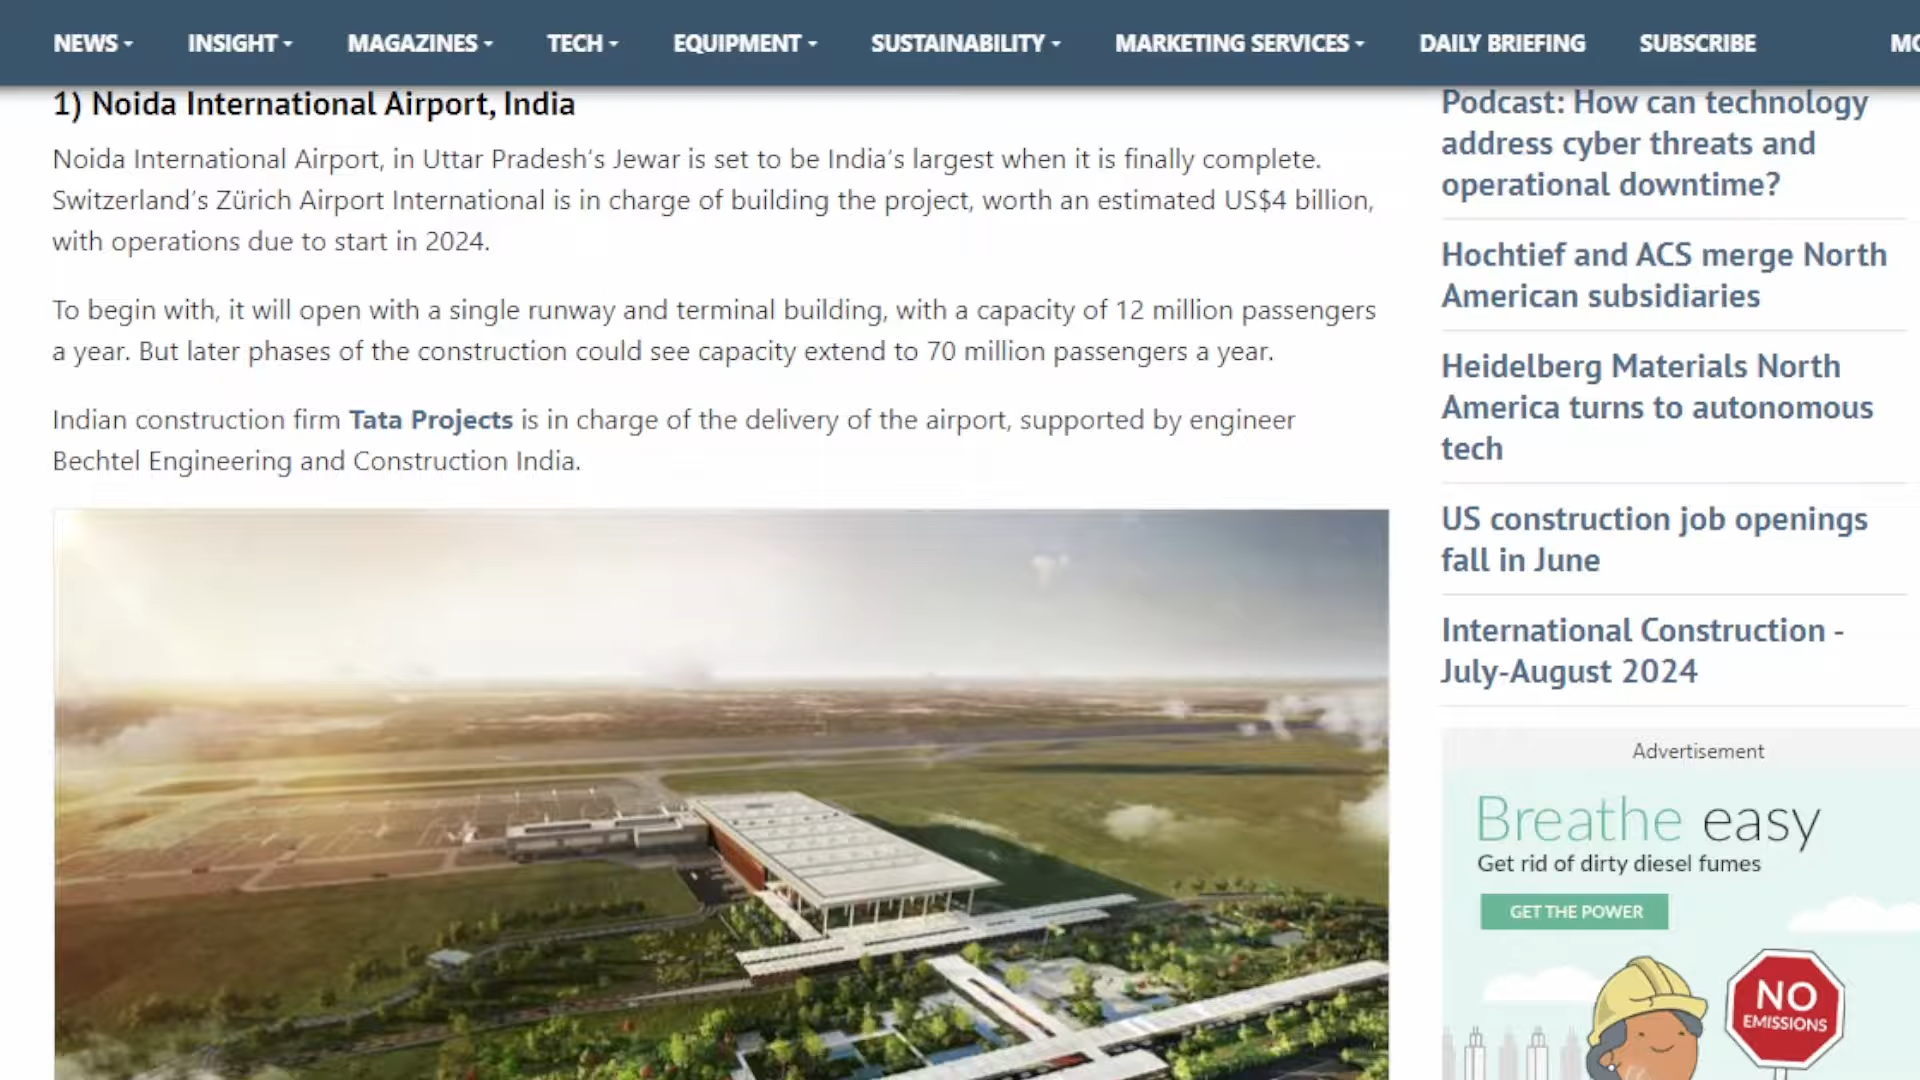 NEWS INSIGHT MAGAZINES TECH EQUIPMENT SUSTAINABILITY MARKETING SERVICES DAILY BRIEFING SUBSCRIBE
1) Noida International Airport, India
Noida International Airport, in Uttar Pradesh's Jewar is set to be India's largest when it is finally complete.
Switzerland's Zürich Airport International is in charge of building the project, worth an estimated US$4 billion,
with operations due to start in 2024.
To begin with, it will open with a single runway and terminal building, with a capacity of 12 million passengers
a year. But later phases of the construction could see capacity extend to 70 million passengers a year.
Indian construction firm Tata Projects is in charge of the delivery of the airport, supported by engineer
Bechtel Engineering and Construction India.
Podcast: How can technology
address cyber threats and
operational downtime?
Hochtief and ACS merge North
American subsidiaries
Heidelberg Materials North
America turns to autonomous
tech
US construction job openings
fall in June
International Construction -
July-August 2024
Advertisement
Breathe easy
Get rid of dirty diesel fumes
GET THE POWER
NO
EMISSIONS